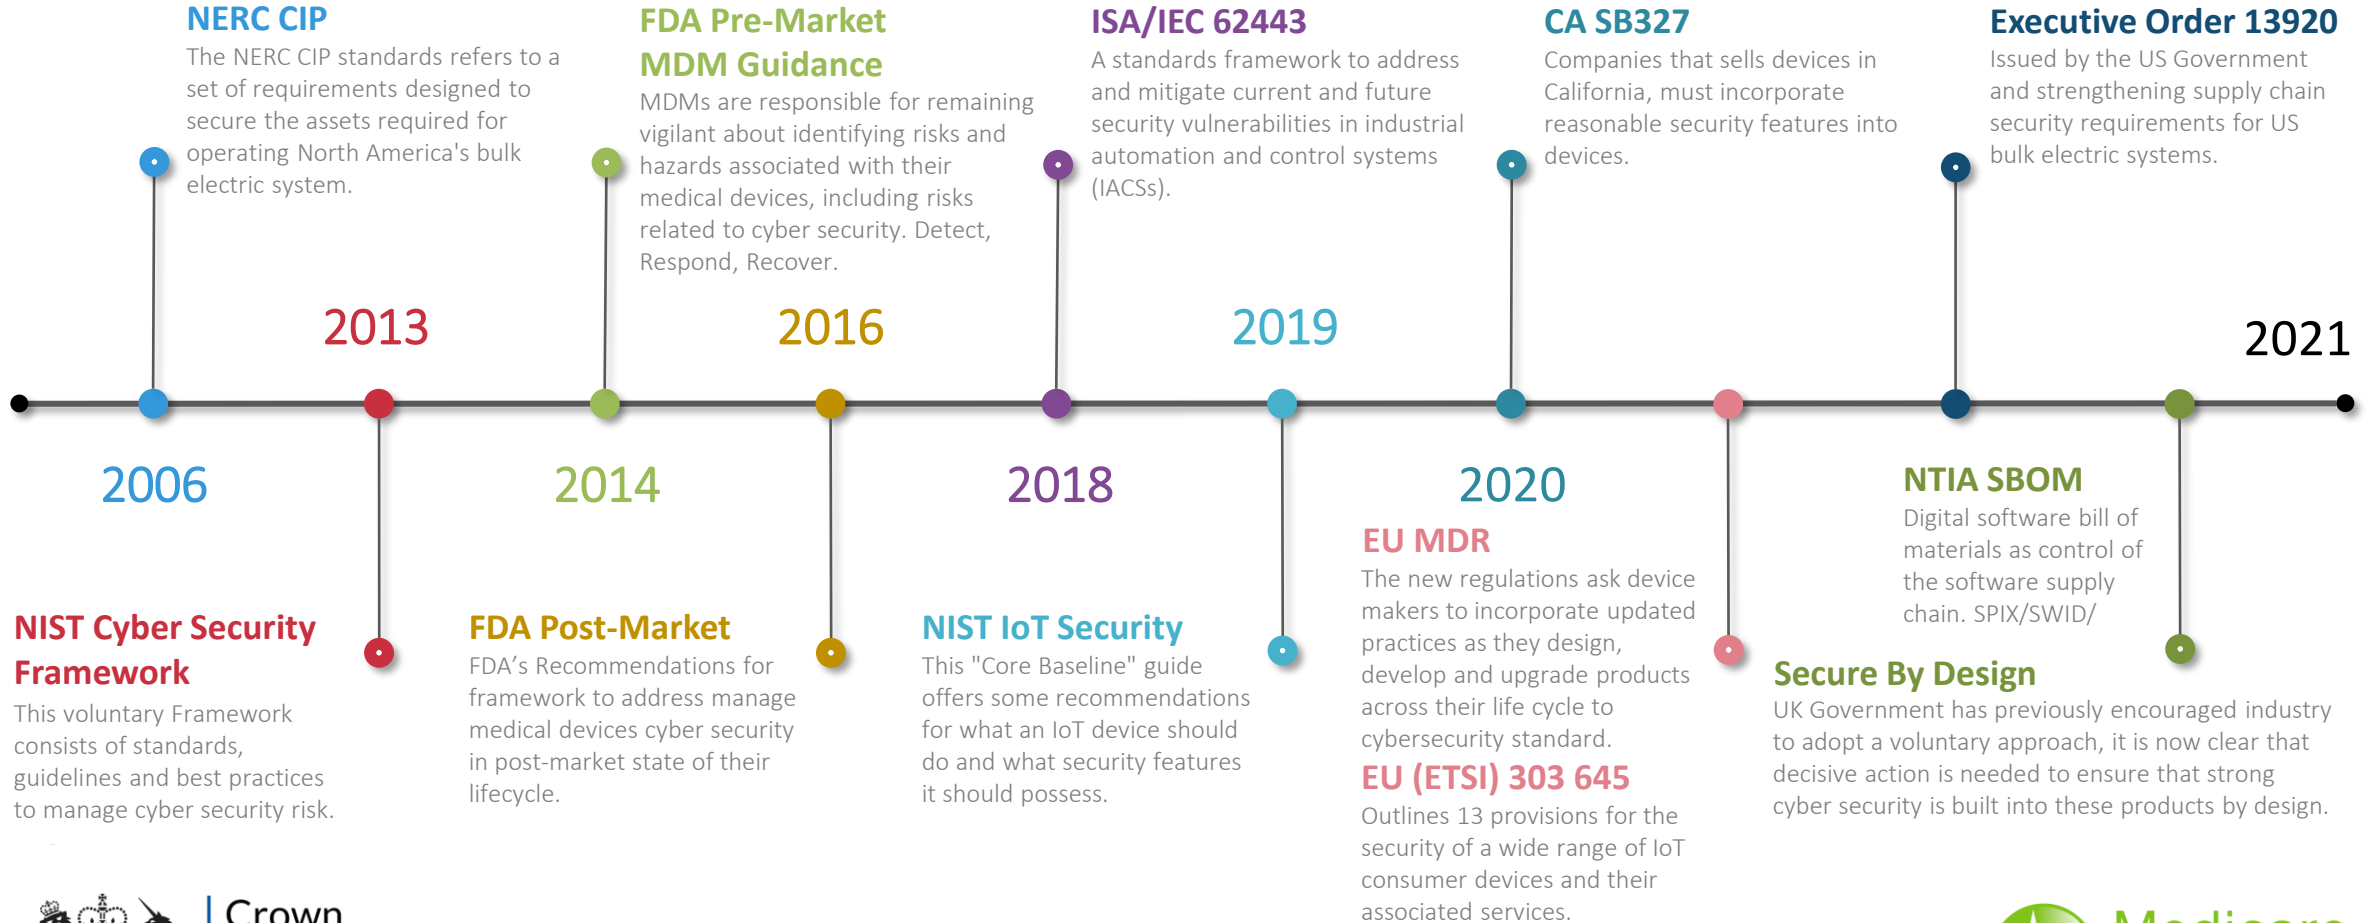 NERC CIP
The NERC CIP standards refers to a
set of requirements designed to
secure the assets required for
operating North America's bulk
electric system.
FDA Pre-Market
MDM Guidance
MDMs are responsible for remaining
vigilant about identifying risks and
hazards associated with their
medical devices, including risks
related to cyber security. Detect,
Respond, Recover.
ISA/IEC 62443
A standards framework to address
and mitigate current and future
security vulnerabilities in industrial
automation and control systems
(IACSs).
CA SB327
Companies that sells devices in
California, must incorporate
reasonable security features into
devices.
Executive Order 13920
Issued by the US Government
and strengthening supply chain
security requirements for US
bulk electric systems.
2013
2016
2019
2021
2006
2014
2018
2020
NIST Cyber Security
Framework
This voluntary Framework
consists of standards,
guidelines and best practices
to manage cyber security risk.
FDA Post-Market
FDA’s Recommendations for
framework to address manage
medical devices cyber security
in post-market state of their
lifecycle.
NIST IoT Security
This "Core Baseline" guide
offers some recommendations
for what an IoT device should
do and what security features
it should possess.
EU MDR
The new regulations ask device
makers to incorporate updated
practices as they design,
develop and upgrade products
across their life cycle to
cybersecurity standard.
EU (ETSI) 303 645
Outlines 13 provisions for the
security of a wide range of IoT
consumer devices and their
associated services.
NTIA SBOM
Digital software bill of
materials as control of
the software supply
chain. SPIX/SWID/
Secure By Design
UK Government has previously encouraged industry
to adopt a voluntary approach, it is now clear that
decisive action is needed to ensure that strong
cyber security is built into these products by design.
Crown